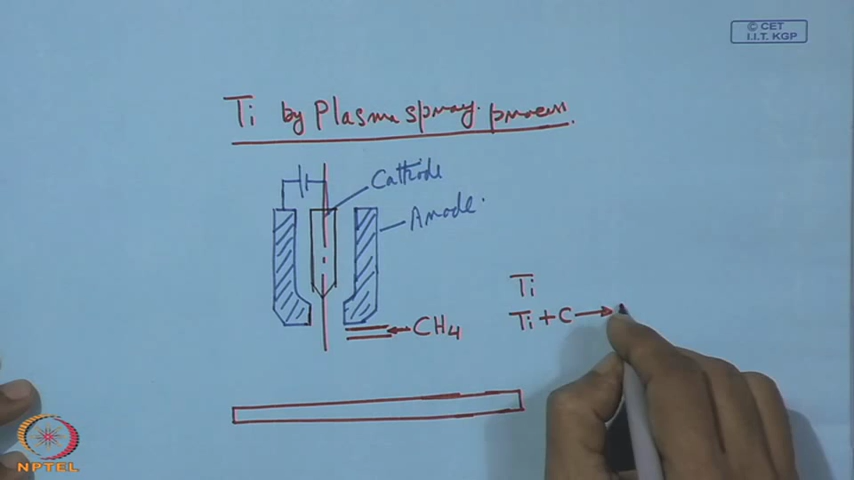 © CET
I.I.T. KGP
Ti by Plasma spray process.
Cathode
Anode.
Ti
CH4
Ti + C →
NPTEL